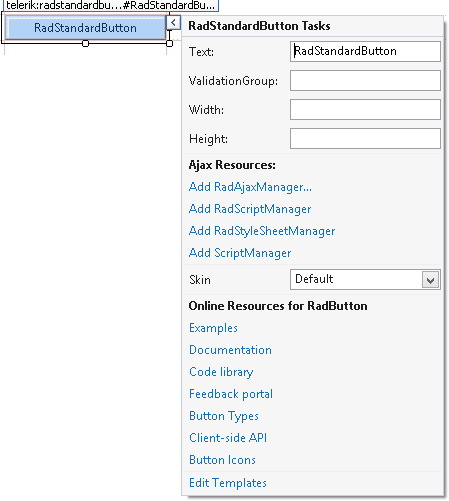 telerik:radstandardbu...#RadStandardBu...
RadStandardButton
RadStandardButton Tasks
Text: RadStandardButton
ValidationGroup:
Width:
Height:
Ajax Resources:
Add RadAjaxManager...
Add RadScriptManager
Add RadStyleSheetManager
Add ScriptManager
Skin Default
Online Resources for RadButton
Examples
Documentation
Code library
Feedback portal
Button Types
Client-side API
Button Icons
Edit Templates